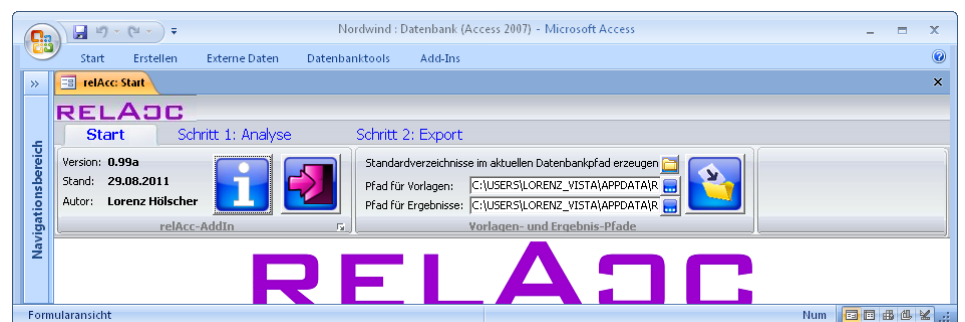 Nordwind : Datenbank (Access 2007) - Microsoft Access
Start Erstellen Externe Daten Datenbanktools Add-Ins
relAcc: Start
RELACC
Start Schritt 1: Analyse Schritt 2: Export
Version: 0.99a
Stand: 29.08.2011
Autor: Lorenz Hölscher
relAcc-AddIn
Standardverzeichnisse im aktuellen Datenbankpfad erzeugen
Pfad für Vorlagen: C:\USERS\LORENZ_VISTA\APPDATA\R
Pfad für Ergebnisse: C:\USERS\LORENZ_VISTA\APPDATA\R
Vorlagen- und Ergebnis-Pfade
Navigationsbereich
RELACC
Formularansicht Num